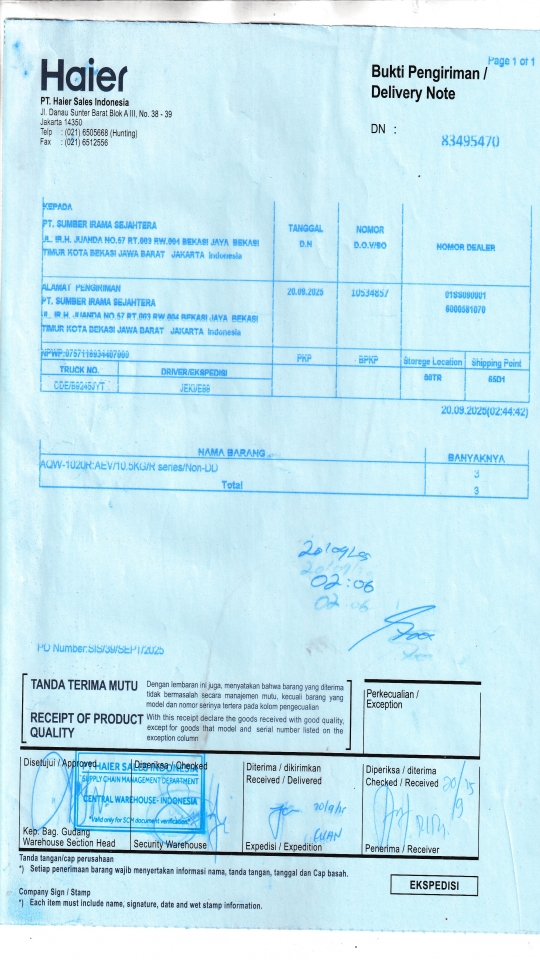 Page 1 of 1
Haier
Bukti Pengiriman /
Delivery Note
PT. Haier Sales Indonesia
Jl. Danau Sunter Barat Blok A III, No. 38 - 39
Jakarta 14350
Telp : (021) 6505668 (Hunting)
Fax : (021) 6512556
DN : 83495470
KEPADA
PT. SUMBER IRAMA SEJAHTERA
JL. IR.H. JUANDA NO.57 RT.003 RW.004 BEKASI JAYA BEKASI
TIMUR KOTA BEKASI JAWA BARAT JAKARTA Indonesia
TANGGAL
D.N
NOMOR
D.O.V/SO
NOMOR DEALER
ALAMAT PENGIRIMAN
PT. SUMBER IRAMA SEJAHTERA
JL. IR.H. JUANDA NO.57 RT.003 RW.004 BEKASI JAYA BEKASI
TIMUR KOTA BEKASI JAWA BARAT JAKARTA Indonesia
20.09.2025
10534857
6000581070
PKP
BPKP
Storege Location
Shipping Point
TRUCK NO.
DRIVER/EKSPEDISI
65D1
20.09.2025(02:44:42)
NAMA BARANG
BANYAKNYA
AQW-1020R:AEV/10.5KG/R series/Non-DD
3
Total
3
20/09/25
02:06
PO Number:SIS/39/SEPT/2025
TANDA TERIMA MUTU
Dengan lembaran ini juga, menyatakan bahwa barang yang diterima
tidak bermasalah secara manajemen mutu, kecuali barang yang
model dan nomor serinya tertera pada kolom pengecualian
RECEIPT OF PRODUCT
QUALITY
With this receipt declare the goods received with good quality,
except for goods that model and serial number listed on the
exception column
Perkecualian /
Exception
Disetujui / Approved
Diperiksa / Checked
Diterima / dikirimkan
Received / Delivered
Diperiksa / diterima
Checked / Received
PT HAIER SALES INDONESIA
SUPPLY CHAIN MANAGEMENT DEPARTMENT
CENTRAL WAREHOUSE- INDONESIA
*Valid only for SCM document verification*
Kep. Bag. Gudang
Warehouse Section Head
Security Warehouse
Expedisi / Expedition
Penerima / Receiver
Tanda tangan/cap perusahaan
*) Setiap penerimaan barang wajib menyertakan informasi nama, tanda tangan, tanggal dan Cap basah.
EKSPEDISI
Company Sign / Stamp
*) Each item must include name, signature, date and wet stamp information.